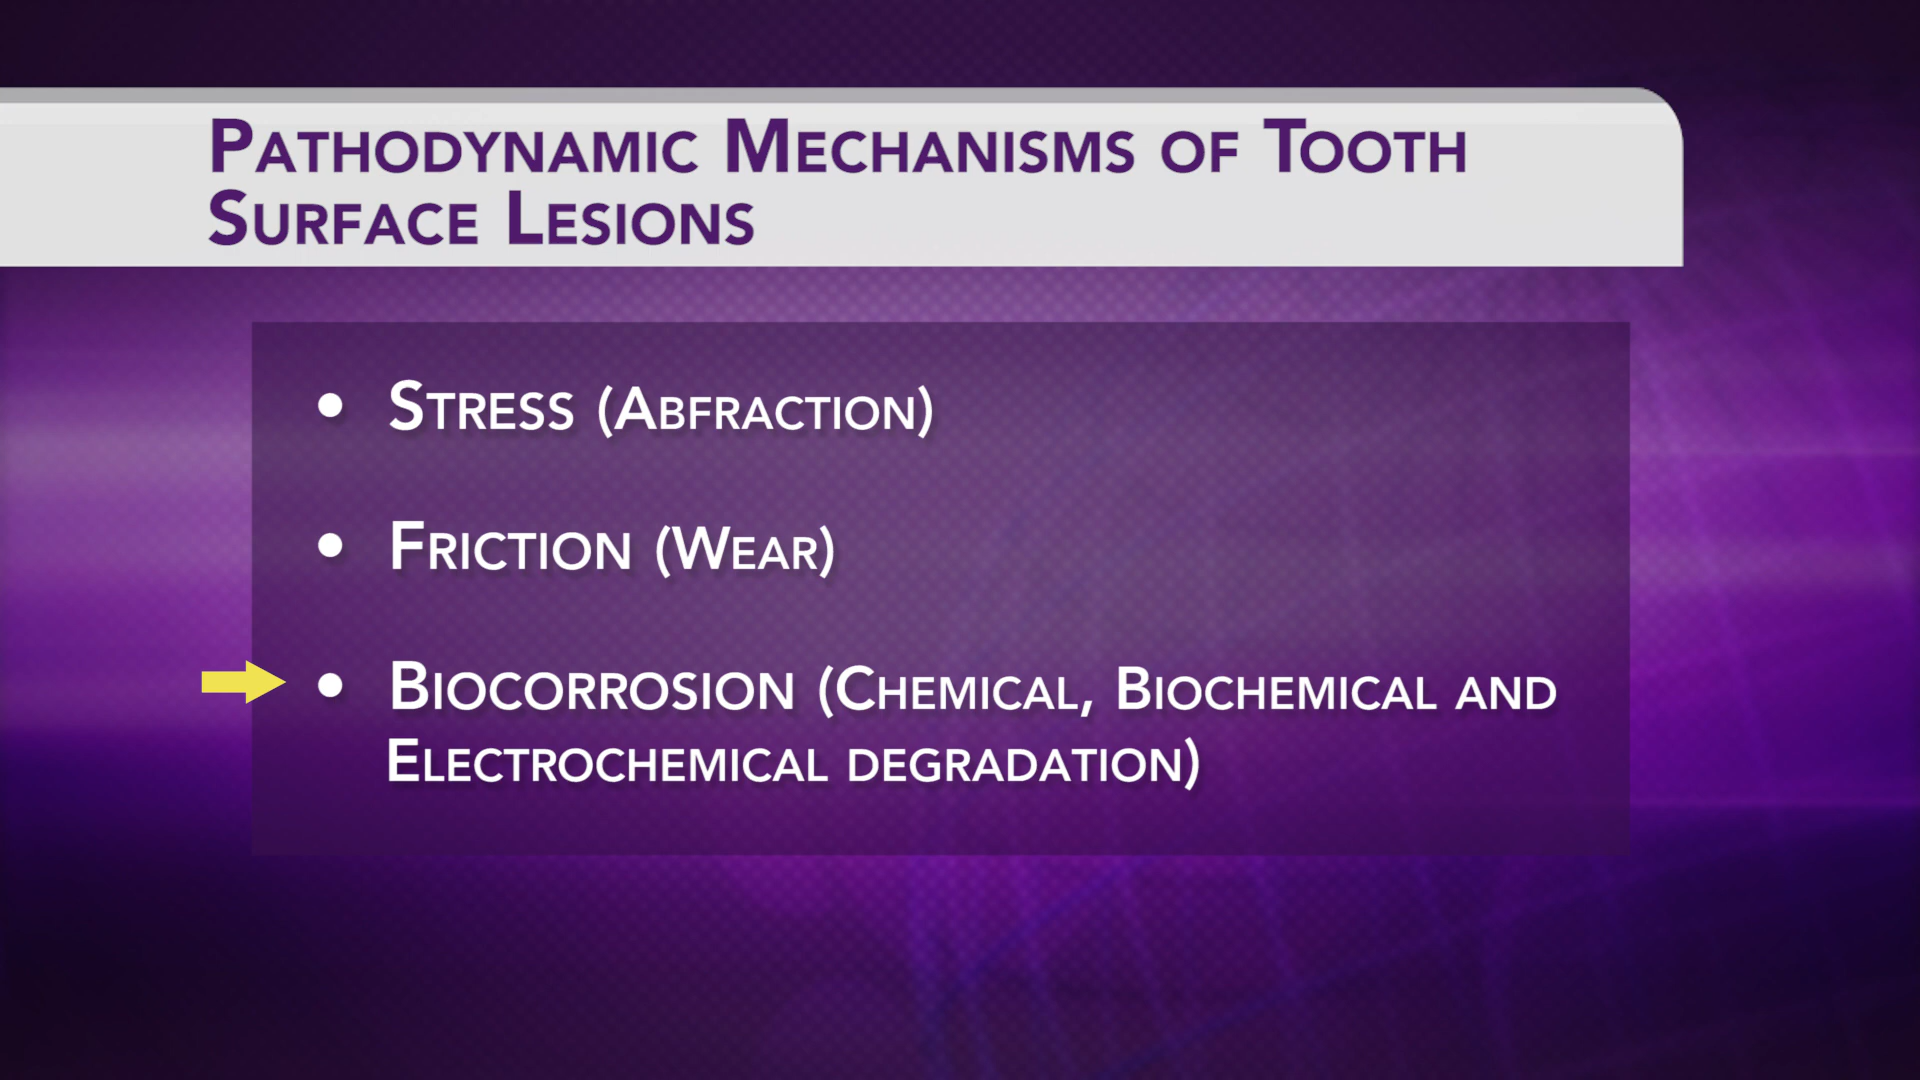 Pathodynamic Mechanisms of Tooth
Surface Lesions
• Stress (Abfraction)
• Friction (Wear)
• Biocorrosion (Chemical, Biochemical and
Electrochemical degradation)